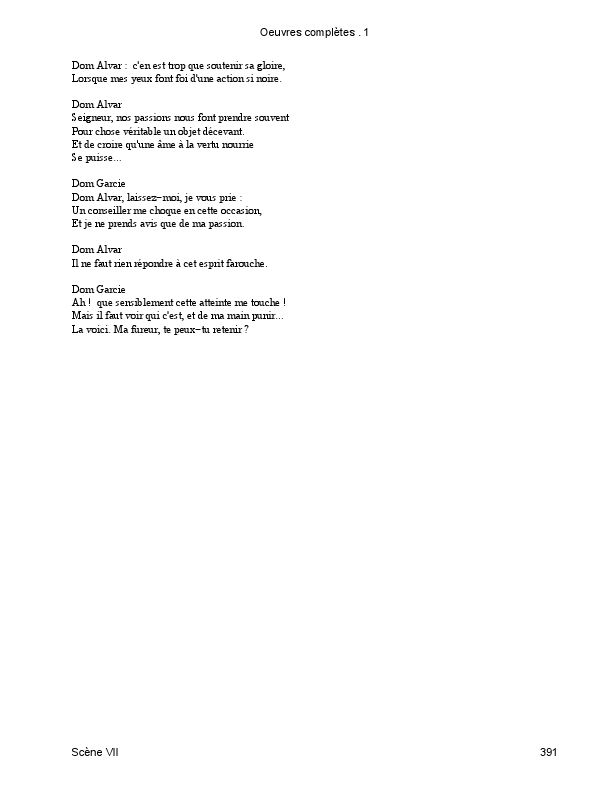 Oeuvres complètes . 1
Dom Alvar :  c'en est trop que soutenir sa gloire,
Lorsque mes yeux font foi d'une action si noire.
Dom Alvar
Seigneur, nos passions nous font prendre souvent
Pour chose véritable un objet décevant.
Et de croire qu'une âme à la vertu nourrie
Se puisse...
Dom Garcie
Dom Alvar, laissez−moi, je vous prie :
Un conseiller me choque en cette occasion,
Et je ne prends avis que de ma passion.
Dom Alvar
Il ne faut rien répondre à cet esprit farouche.
Dom Garcie
Ah !  que sensiblement cette atteinte me touche !
Mais il faut voir qui c'est, et de ma main punir...
La voici. Ma fureur, te peux−tu retenir ?
Scène VII
391